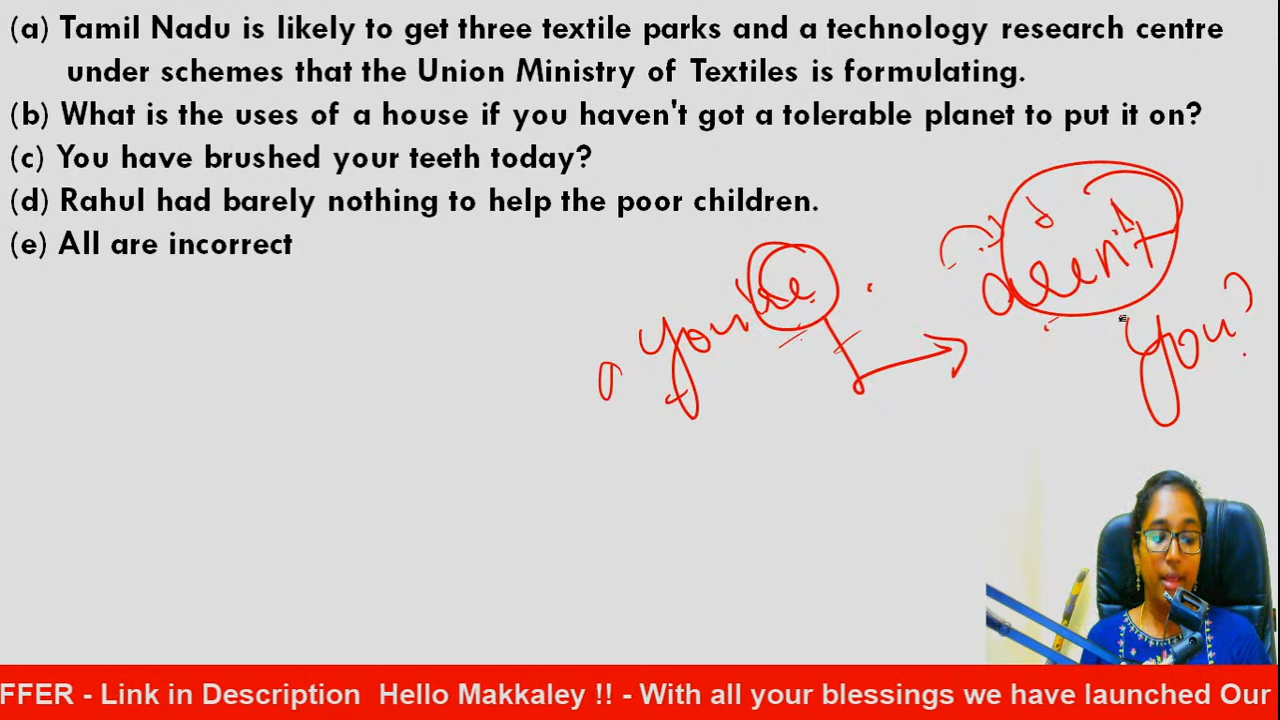 (a) Tamil Nadu is likely to get three textile parks and a technology research centre
under schemes that the Union Ministry of Textiles is formulating.
(b) What is the uses of a house if you haven't got a tolerable planet to put it on?
(c) You have brushed your teeth today?
(d) Rahul had barely nothing to help the poor children.
(e) All are incorrect
you're
aren't
you?
FFER - Link in Description Hello Makkaley !! - With all your blessings we have launched Our